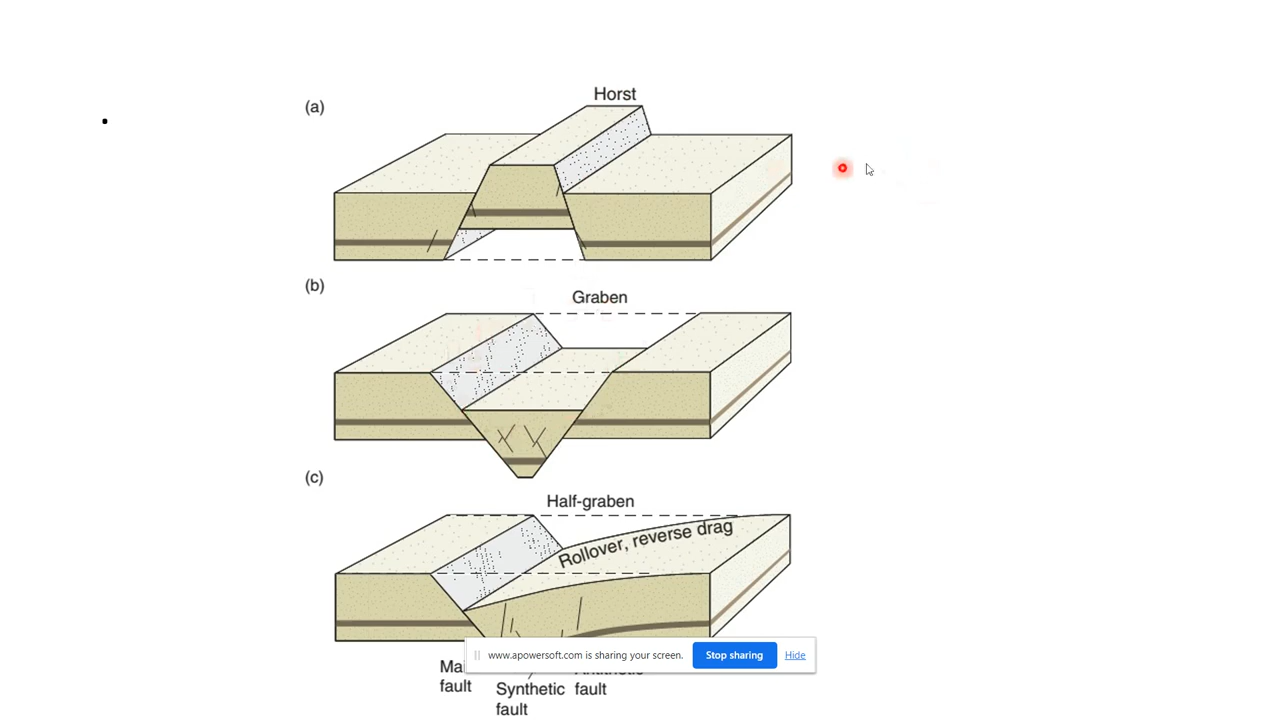 (a)
Horst
(b)
Graben
(c)
Half-graben
Rollover, reverse drag
www.apowersoft.com is sharing your screen.
Stop sharing
Hide
fault
Synthetic
fault
fault